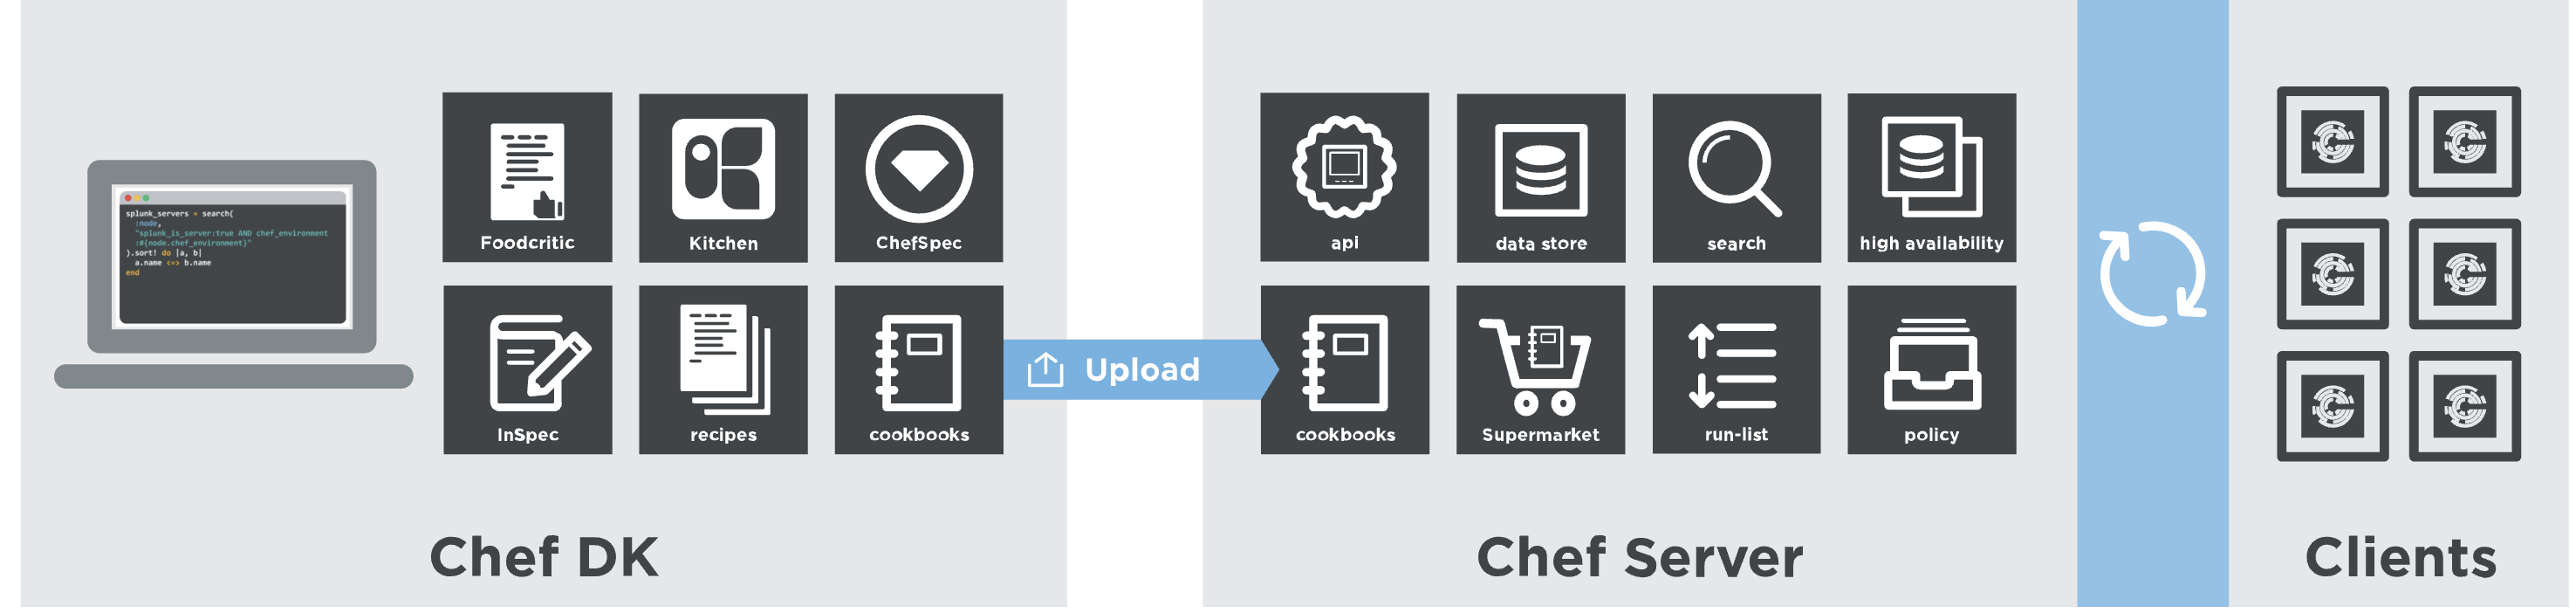 splunk_servers = search(
:node,
"splunk_is_server:true AND chef_environment
:#{node.chef_environment}"
).sort! do |a, b|
a.name <=> b.name
end
Foodcritic
Kitchen
ChefSpec
InSpec
recipes
cookbooks
Upload
api
data store
search
high availability
cookbooks
Supermarket
run-list
policy
Chef DK
Chef Server
Clients